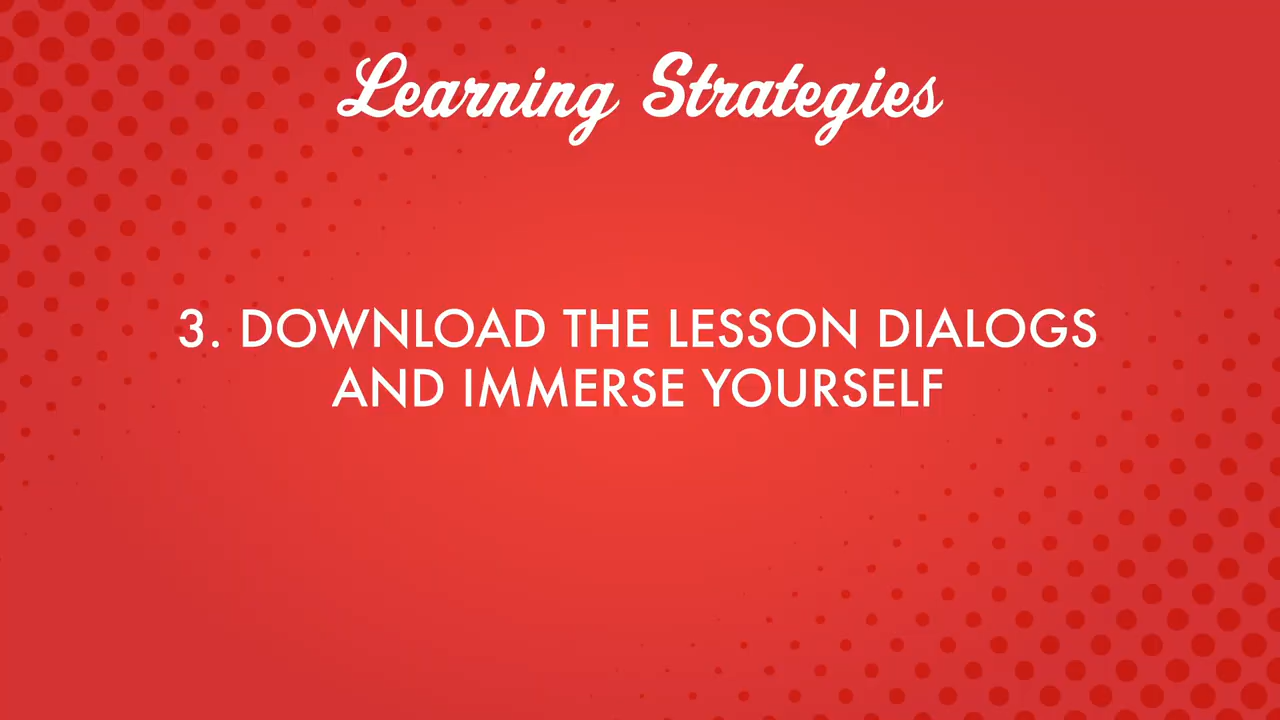 Learning Strategies
3. DOWNLOAD THE LESSON DIALOGS
AND IMMERSE YOURSELF